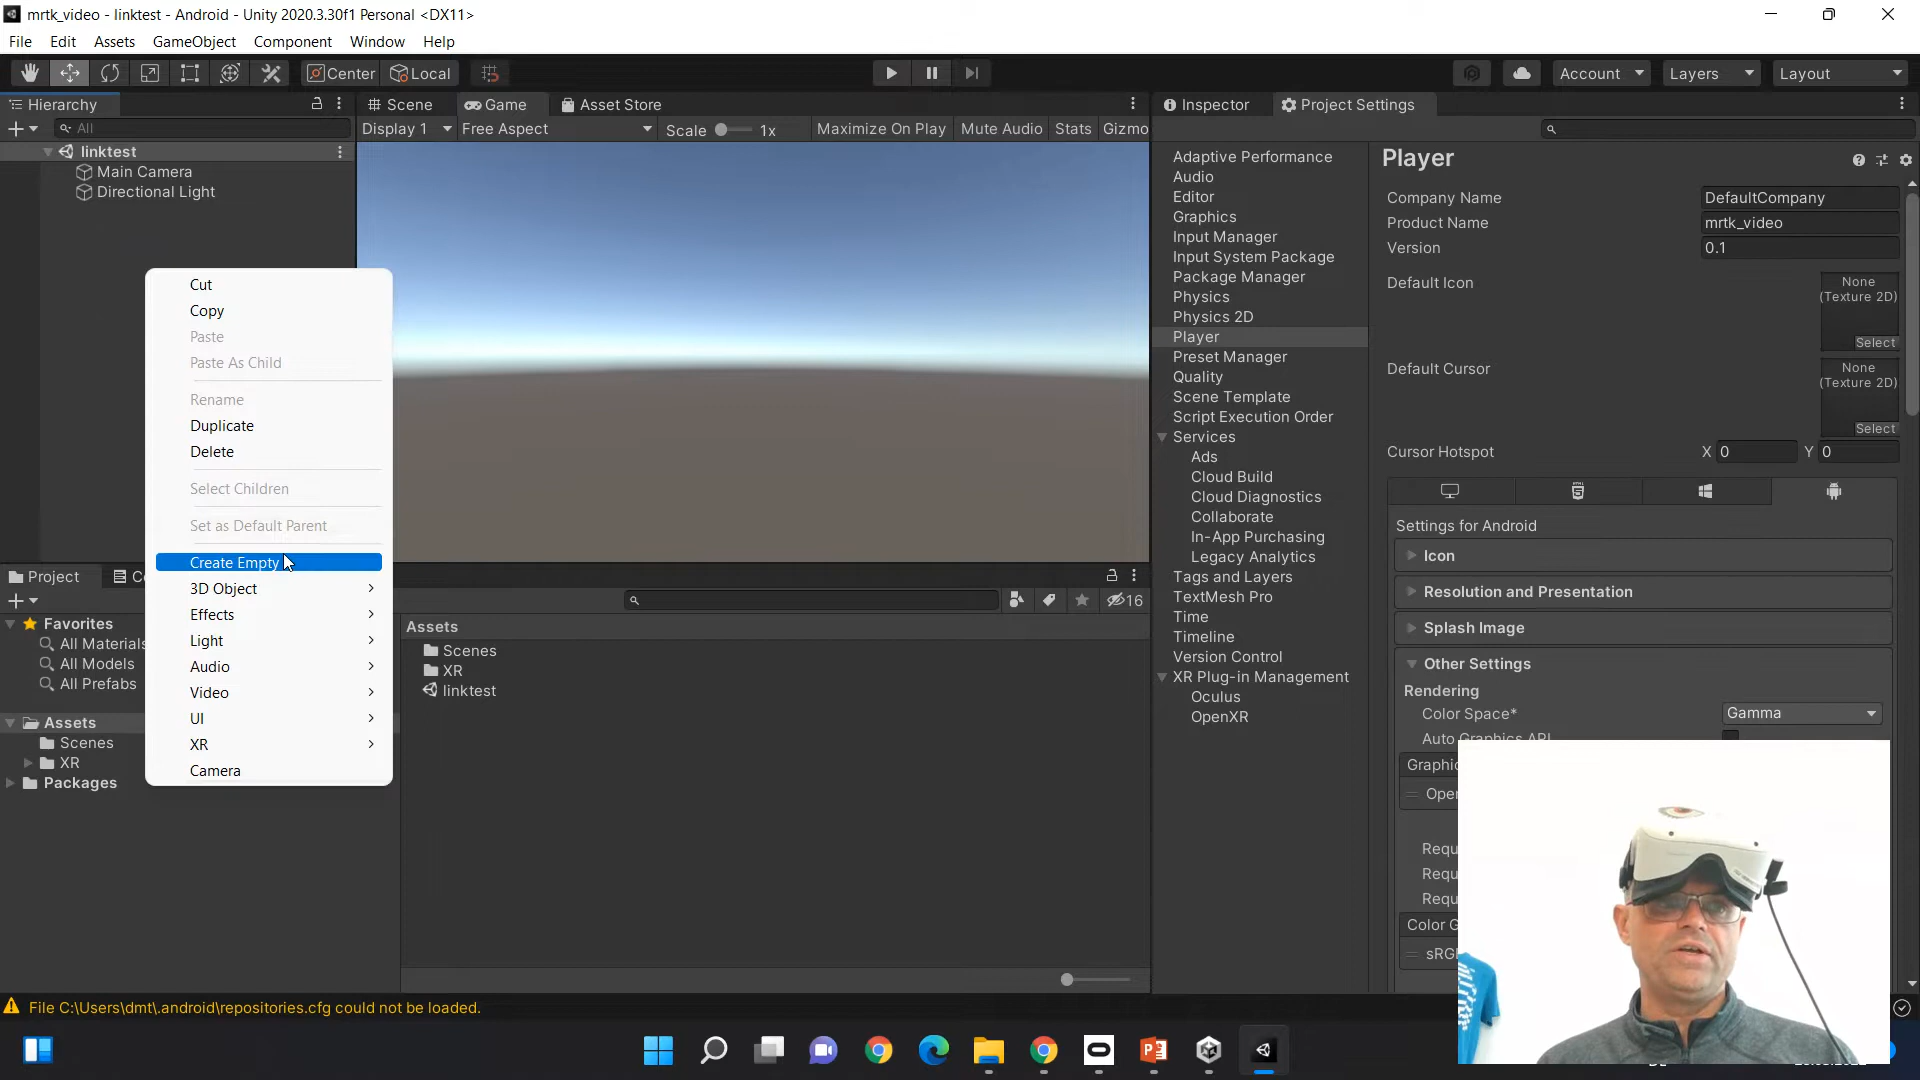 mrtk_video - linktest - Android - Unity 2020.3.30f1 Personal <DX11>
File Edit Assets GameObject Component Window Help
Center Local Account Layers Layout
Hierarchy
All
linktest
Main Camera
Directional Light
Scene Game Asset Store
Display 1 Free Aspect Scale 1x Maximize On Play Mute Audio Stats Gizmo
Cut
Copy
Paste
Paste As Child
Rename
Duplicate
Delete
Select Children
Set as Default Parent
Create Empty
3D Object
Effects
Light
Audio
Video
UI
XR
Camera
Project
Favorites
All Materials
All Models
All Prefabs
Assets
Scenes
XR
Packages
16
Assets
Scenes
XR
linktest
Inspector Project Settings
Adaptive Performance
Audio
Editor
Graphics
Input Manager
Input System Package
Package Manager
Physics
Physics 2D
Player
Preset Manager
Quality
Scene Template
Script Execution Order
Services
Ads
Cloud Build
Cloud Diagnostics
Collaborate
In-App Purchasing
Legacy Analytics
Tags and Layers
TextMesh Pro
Time
Timeline
Version Control
XR Plug-in Management
Oculus
OpenXR
Player
Company Name DefaultCompany
Product Name mrtk_video
Version 0.1
Default Icon None
(Texture 2D)
Select
Default Cursor None
(Texture 2D)
Select
Cursor Hotspot X 0 Y 0
Settings for Android
Icon
Resolution and Presentation
Splash Image
Other Settings
Rendering
Color Space* Gamma
Auto Graphics API
Graphic
Open
Requ
Requ
Requ
Color G
sRG
File C:\Users\dmt\.android\repositories.cfg could not be loaded.